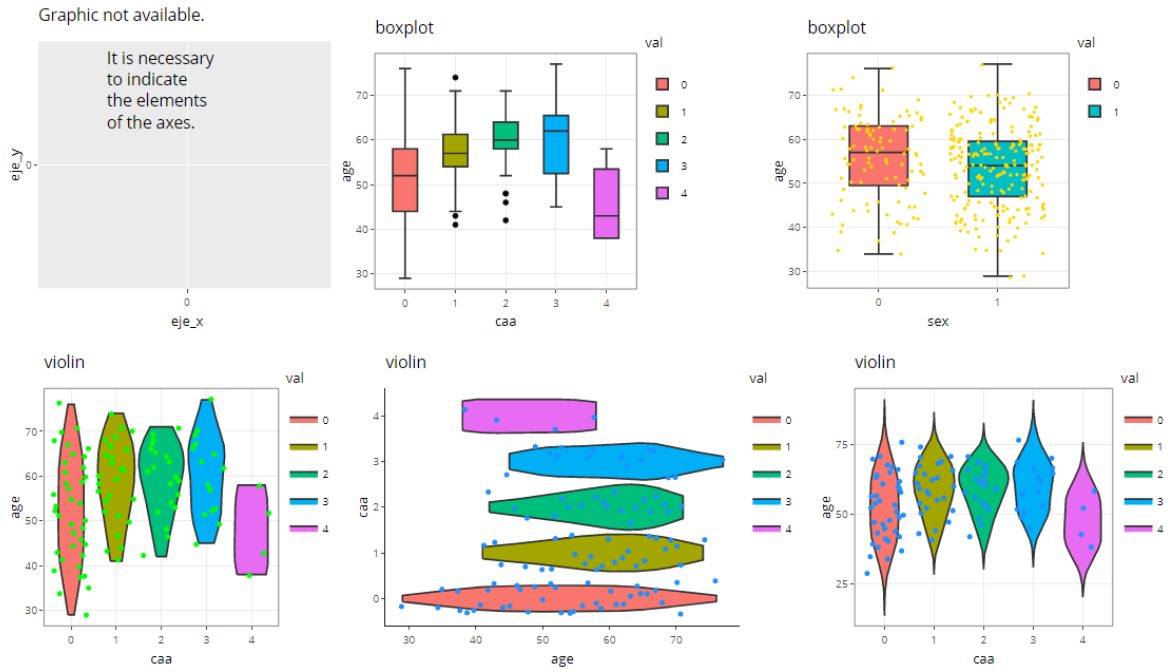 Graphic not available.
It is necessary
to indicate
the elements
of the axes.
eje_y
0
0
eje_x
boxplot
val
0
1
2
3
4
age
70
60
50
40
30
0 1 2 3 4
caa
boxplot
val
0
1
age
70
60
50
40
30
0 1
sex
violin
val
0
1
2
3
4
age
70
60
50
40
30
0 1 2 3 4
caa
violin
val
0
1
2
3
4
caa
4
3
2
1
0
30 40 50 60 70
age
violin
val
0
1
2
3
4
age
75
50
25
0 1 2 3 4
caa